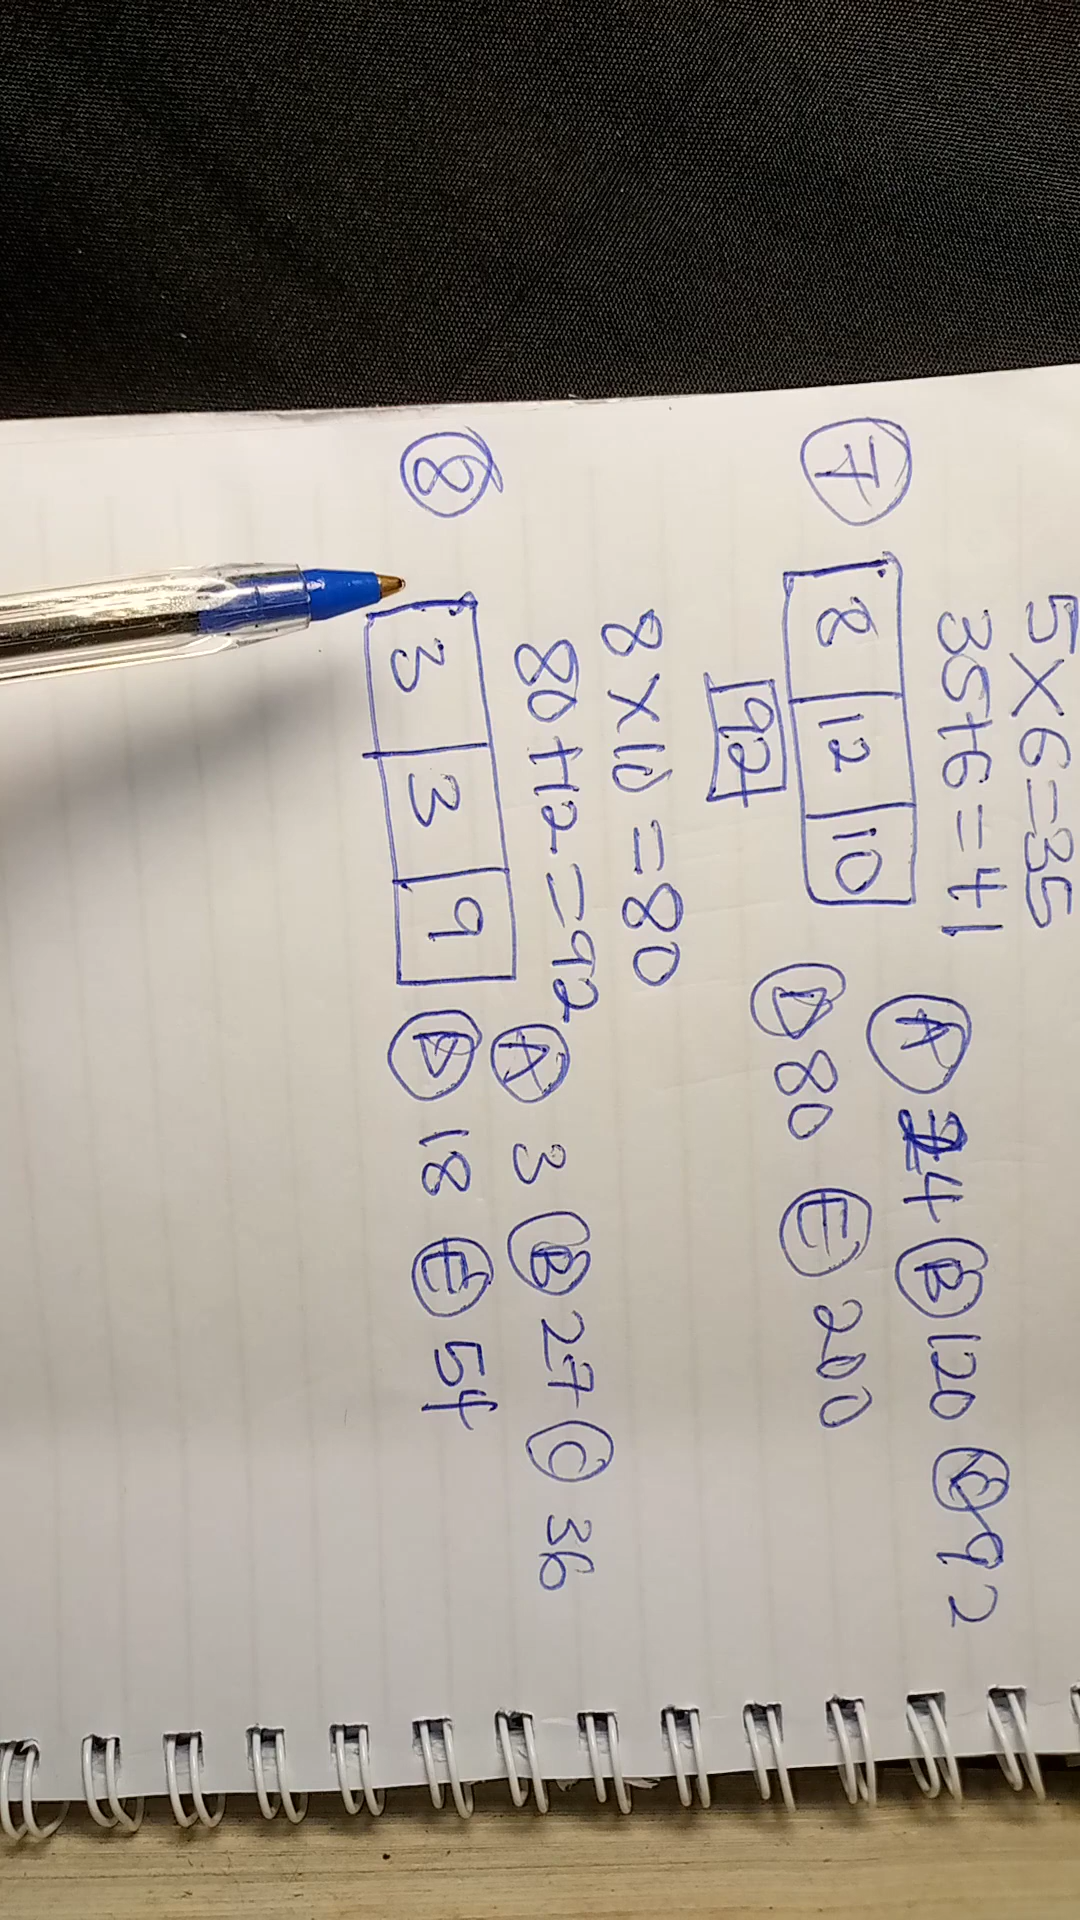 5×6=35
35+6=41
7
8 12 10
92
A 24 B 120 C 92
D 80 E 200
8×10=80
80+12=92
8
3 3 9
A 3 B 27 C 36
D 18 E 54